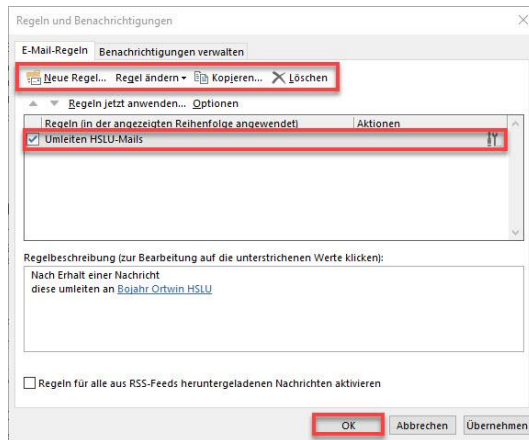 Regeln und Benachrichtigungen
E-Mail-Regeln Benachrichtigungen verwalten
Neue Regel... Regel ändern Kopieren... Löschen
Regeln jetzt anwenden... Optionen
Regeln (in der angezeigten Reihenfolge angewendet) Aktionen
Umleiten HSLU-Mails
Regelbeschreibung (zur Bearbeitung auf die unterstrichenen Werte klicken):
Nach Erhalt einer Nachricht
diese umleiten an Bojahr Ortwin HSLU
Regeln für alle aus RSS-Feeds heruntergeladenen Nachrichten aktivieren
OK Abbrechen Übernehmen